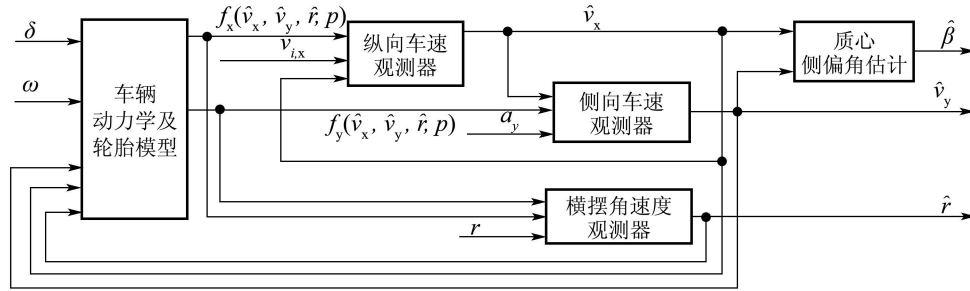 δ
ω
车辆
动力学及
轮胎模型
f_x(v̂_x, v̂_y, r̂, p)
v_{i,x}
纵向车速
观测器
v̂_x
质心
侧偏角估计
β̂
侧向车速
观测器
v̂_y
f_y(v̂_x, v̂_y, r̂, p)
a_y
横摆角速度
观测器
r
r̂